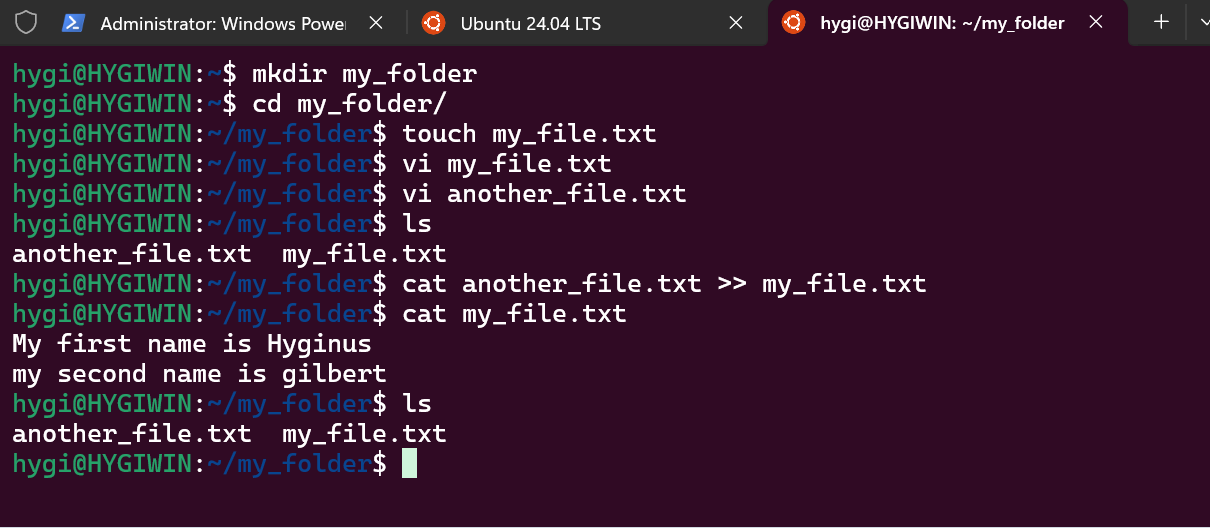 Administrator: Windows Power
Ubuntu 24.04 LTS
hygi@HYGIWIN: ~/my_folder
hygi@HYGIWIN:~$ mkdir my_folder
hygi@HYGIWIN:~$ cd my_folder/
hygi@HYGIWIN:~/my_folder$ touch my_file.txt
hygi@HYGIWIN:~/my_folder$ vi my_file.txt
hygi@HYGIWIN:~/my_folder$ vi another_file.txt
hygi@HYGIWIN:~/my_folder$ ls
another_file.txt  my_file.txt
hygi@HYGIWIN:~/my_folder$ cat another_file.txt >> my_file.txt
hygi@HYGIWIN:~/my_folder$ cat my_file.txt
My first name is Hyginus
my second name is gilbert
hygi@HYGIWIN:~/my_folder$ ls
another_file.txt  my_file.txt
hygi@HYGIWIN:~/my_folder$